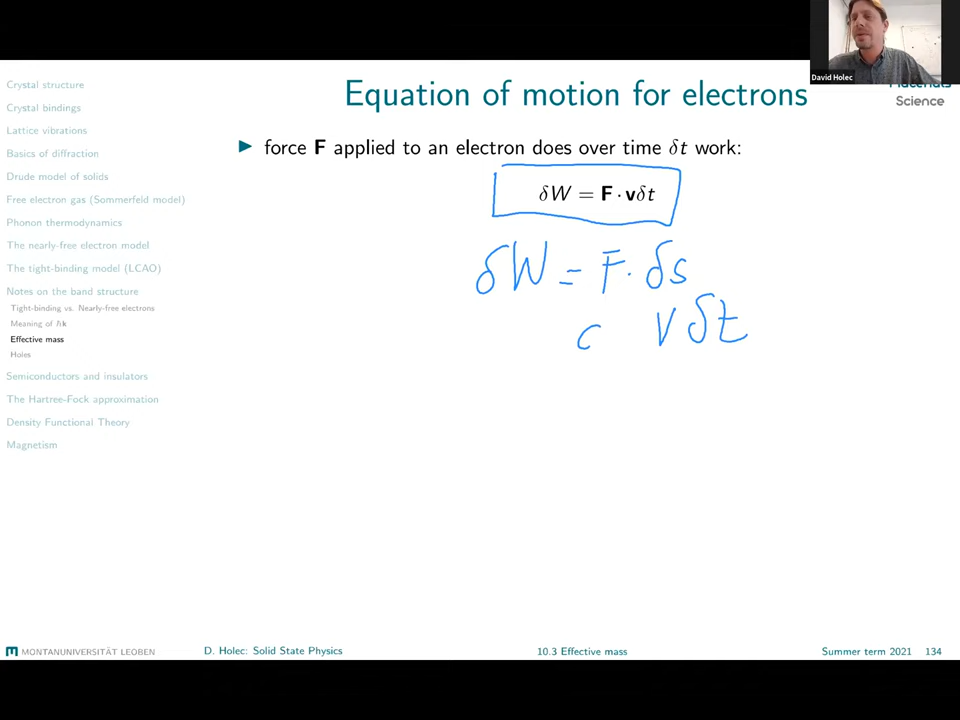 David Holec
Materials
Science
Equation of motion for electrons
Crystal structure
Crystal bindings
Lattice vibrations
Basics of diffraction
Drude model of solids
Free electron gas (Sommerfeld model)
Phonon thermodynamics
The nearly-free electron model
The tight-binding model (LCAO)
Notes on the band structure
Tight-binding vs. Nearly-free electrons
Meaning of ℏk
Effective mass
Holes
Semiconductors and insulators
The Hartree-Fock approximation
Density Functional Theory
Magnetism
▶ force F applied to an electron does over time δt work:
δW = F · vδt
δW = F · δs
c v δt
MONTANUNIVERSITÄT LEOBEN
D. Holec: Solid State Physics
10.3 Effective mass
Summer term 2021 134